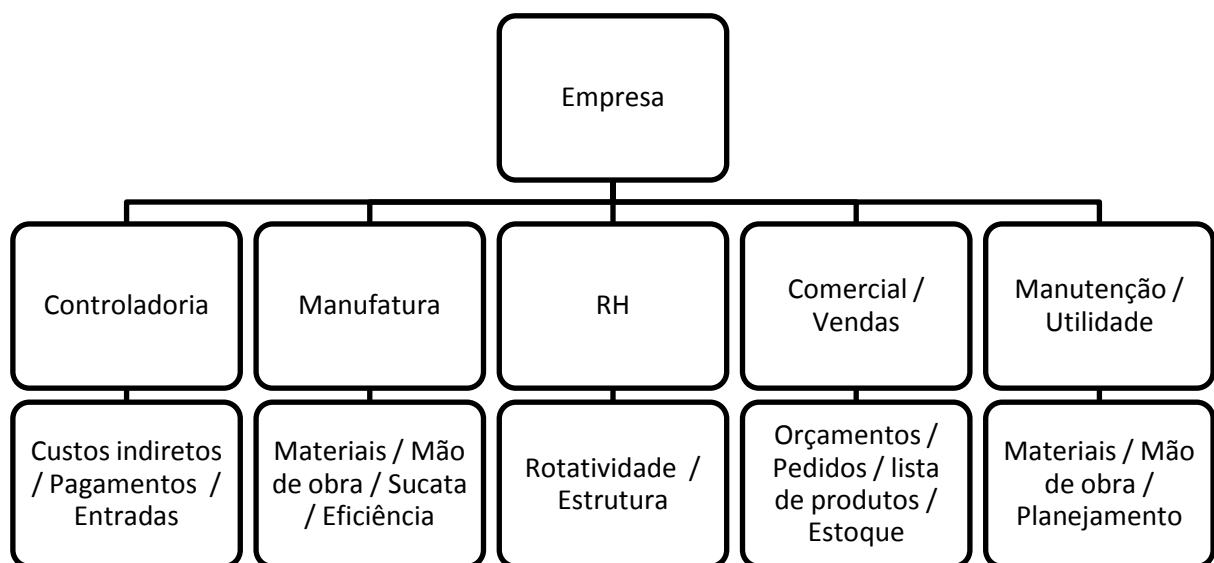 Empresa
Controladoria
Manufatura
RH
Comercial /
Vendas
Manutenção /
Utilidade
Custos indiretos
/ Pagamentos /
Entradas
Materiais / Mão
de obra / Sucata
/ Eficiência
Rotatividade /
Estrutura
Orçamentos /
Pedidos / lista
de produtos /
Estoque
Materiais / Mão
de obra /
Planejamento